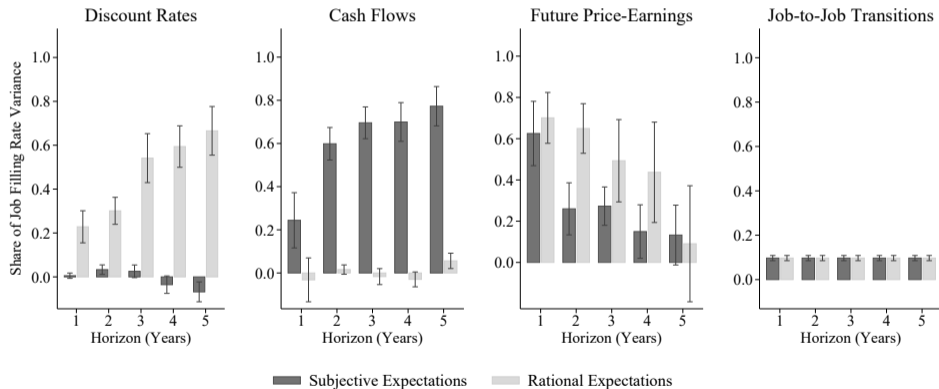 Discount Rates
Cash Flows
Future Price-Earnings
Job-to-Job Transitions
Share of Job Filling Rate Variance
1.0
0.8
0.6
0.4
0.2
0.0
1 2 3 4 5
Horizon (Years)
1.0
0.8
0.6
0.4
0.2
0.0
1 2 3 4 5
Horizon (Years)
1.0
0.8
0.6
0.4
0.2
0.0
1 2 3 4 5
Horizon (Years)
1.0
0.8
0.6
0.4
0.2
0.0
1 2 3 4 5
Horizon (Years)
Subjective Expectations
Rational Expectations